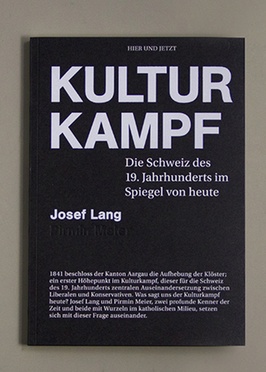 HIER UND JETZT
KULTUR
KAMPF
Die Schweiz des
19. Jahrhunderts im
Spiegel von heute
Josef Lang
Pirmin Meier
1841 beschloss der Kanton Aargau die Aufhebung der Klöster;
ein erster Höhepunkt im Kulturkampf, dieser für die Schweiz
des 19. Jahrhunderts zentralen Auseinandersetzung zwischen
Liberalen und Konservativen. Was sagt uns der Kulturkampf
heute? Josef Lang und Pirmin Meier, zwei profunde Kenner der
Zeit und beide mit Wurzeln im katholischen Milieu, setzen
sich mit dieser Frage auseinander.